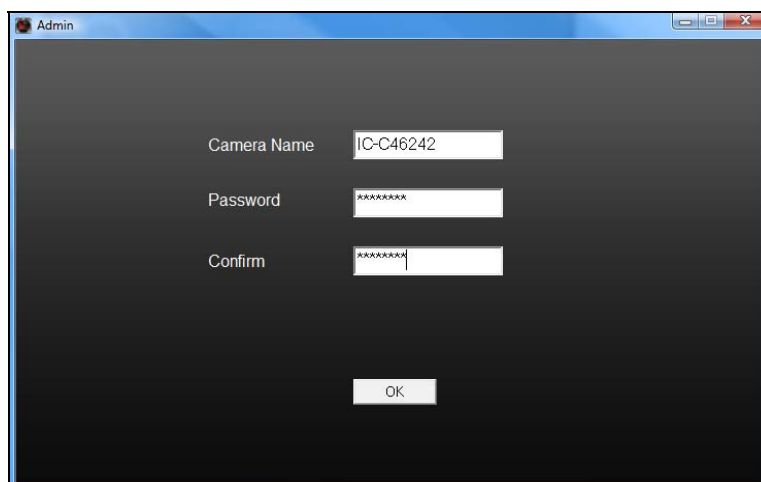 Admin
Camera Name IC-C46242
Password ********
Confirm ********
OK